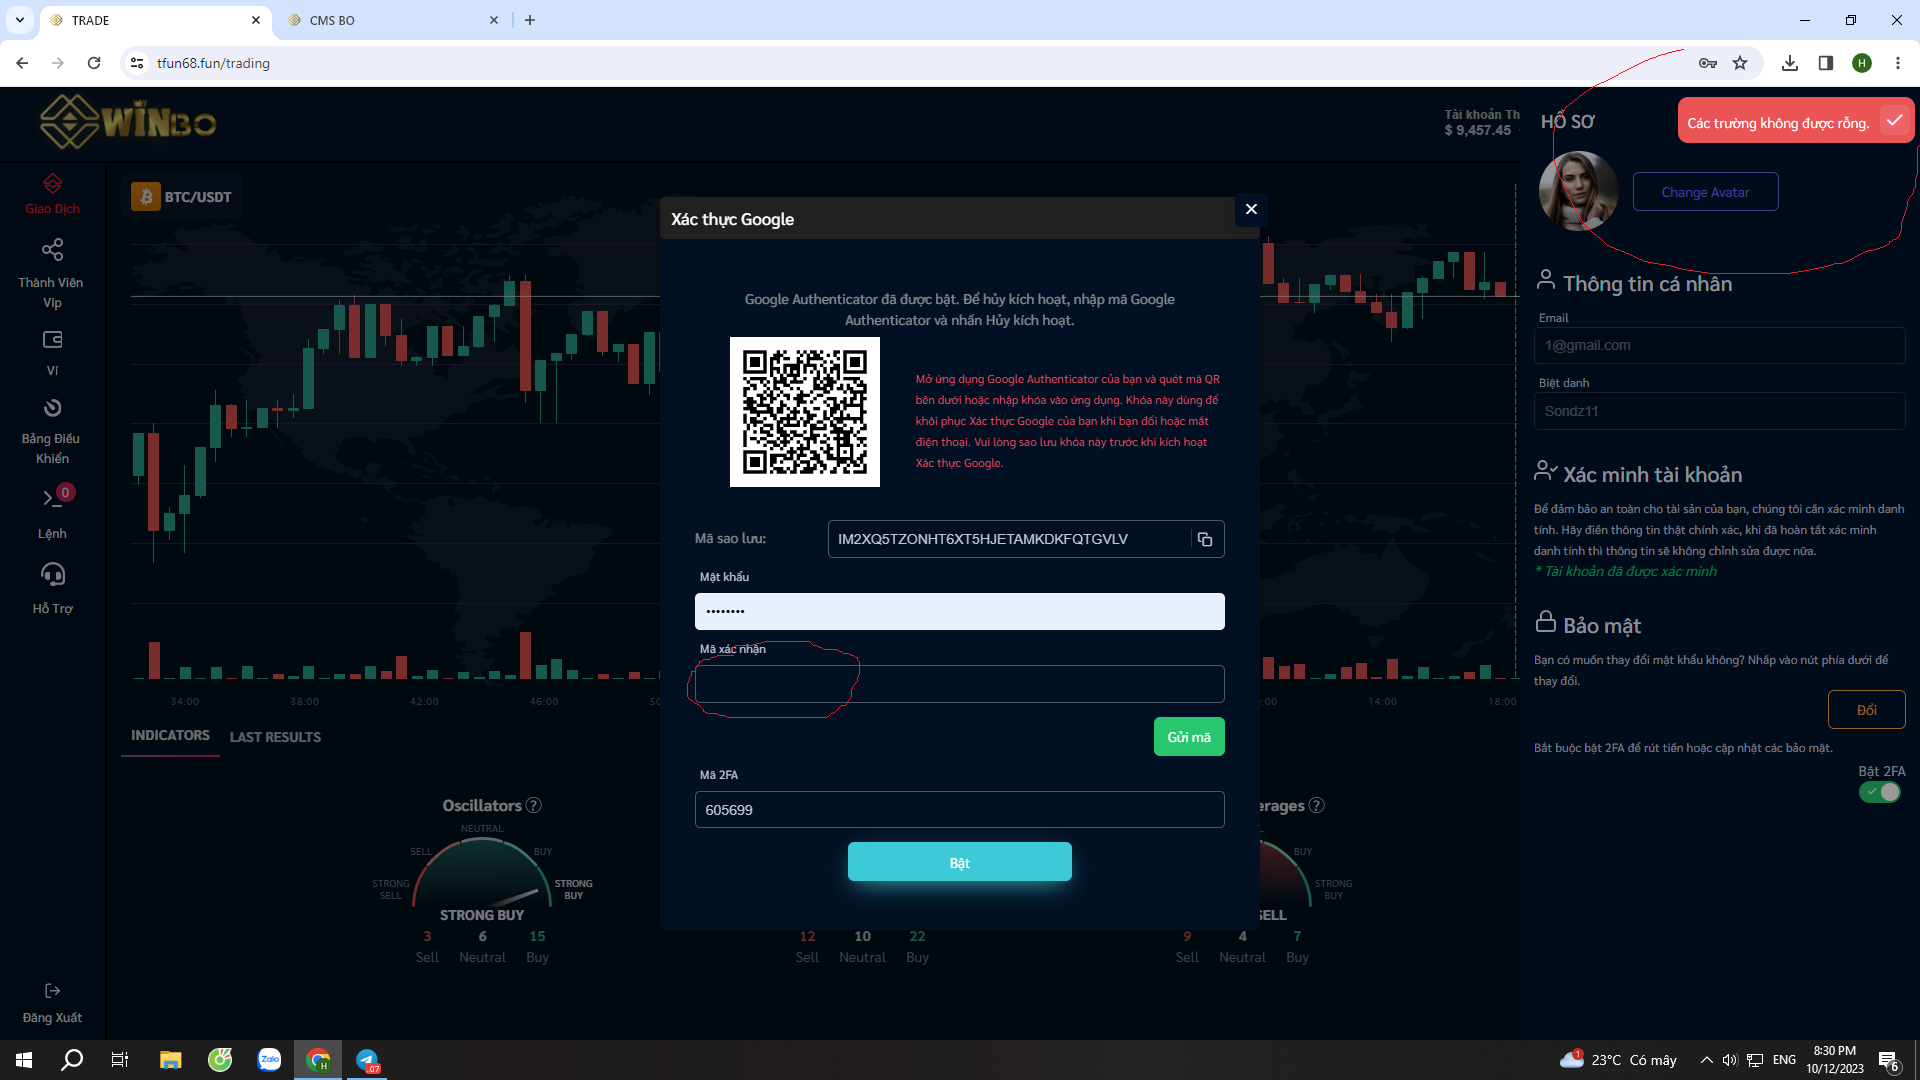 TRADE
CMS BO
tfun68.fun/trading
H
WINBO
Tài khoản Th
$ 9,457.45
HỒ SƠ
Các trường không được rỗng.
Change Avatar
Giao Dịch
Thành Viên
Vip
Ví
Bảng Điều
Khiển
0
Lệnh
Hỗ Trợ
Đăng Xuất
BTC/USDT
34:00
38:00
42:00
46:00
14:00
18:00
INDICATORS
LAST RESULTS
Oscillators ?
NEUTRAL
SELL
BUY
STRONG
SELL
STRONG
BUY
STRONG BUY
3
6
15
Sell
Neutral
Buy
12
10
22
Sell
Neutral
Buy
erages ?
BUY
STRONG
BUY
SELL
9
4
7
Sell
Neutral
Buy
Xác thực Google
Google Authenticator đã được bật. Để hủy kích hoạt, nhập mã Google
Authenticator và nhấn Hủy kích hoạt.
Mở ứng dụng Google Authenticator của bạn và quét mã QR
bên dưới hoặc nhập khóa vào ứng dụng. Khóa này dùng để
khôi phục Xác thực Google của bạn khi bạn đổi hoặc mất
điện thoại. Vui lòng sao lưu khóa này trước khi kích hoạt
Xác thực Google.
Mã sao lưu:
IM2XQ5TZONHT6XT5HJETAMKDKFQTGVLV
Mật khẩu
Mã xác nhận
Gửi mã
Mã 2FA
605699
Bật
Thông tin cá nhân
Email
1@gmail.com
Biệt danh
Sondz11
Xác minh tài khoản
Để đảm bảo an toàn cho tài sản của bạn, chúng tôi cần xác minh danh
tính. Hãy điền thông tin thật chính xác, khi đã hoàn tất xác minh
danh tính thì thông tin sẽ không chỉnh sửa được nữa.
* Tài khoản đã được xác minh
Bảo mật
Bạn có muốn thay đổi mật khẩu không? Nhấp vào nút phía dưới để
thay đổi.
Đổi
Bắt buộc bật 2FA để rút tiền hoặc cập nhật các bảo mật.
Bật 2FA
Zalo
H
.07
1
23°C Có mây
ENG
8:30 PM
10/12/2023
6